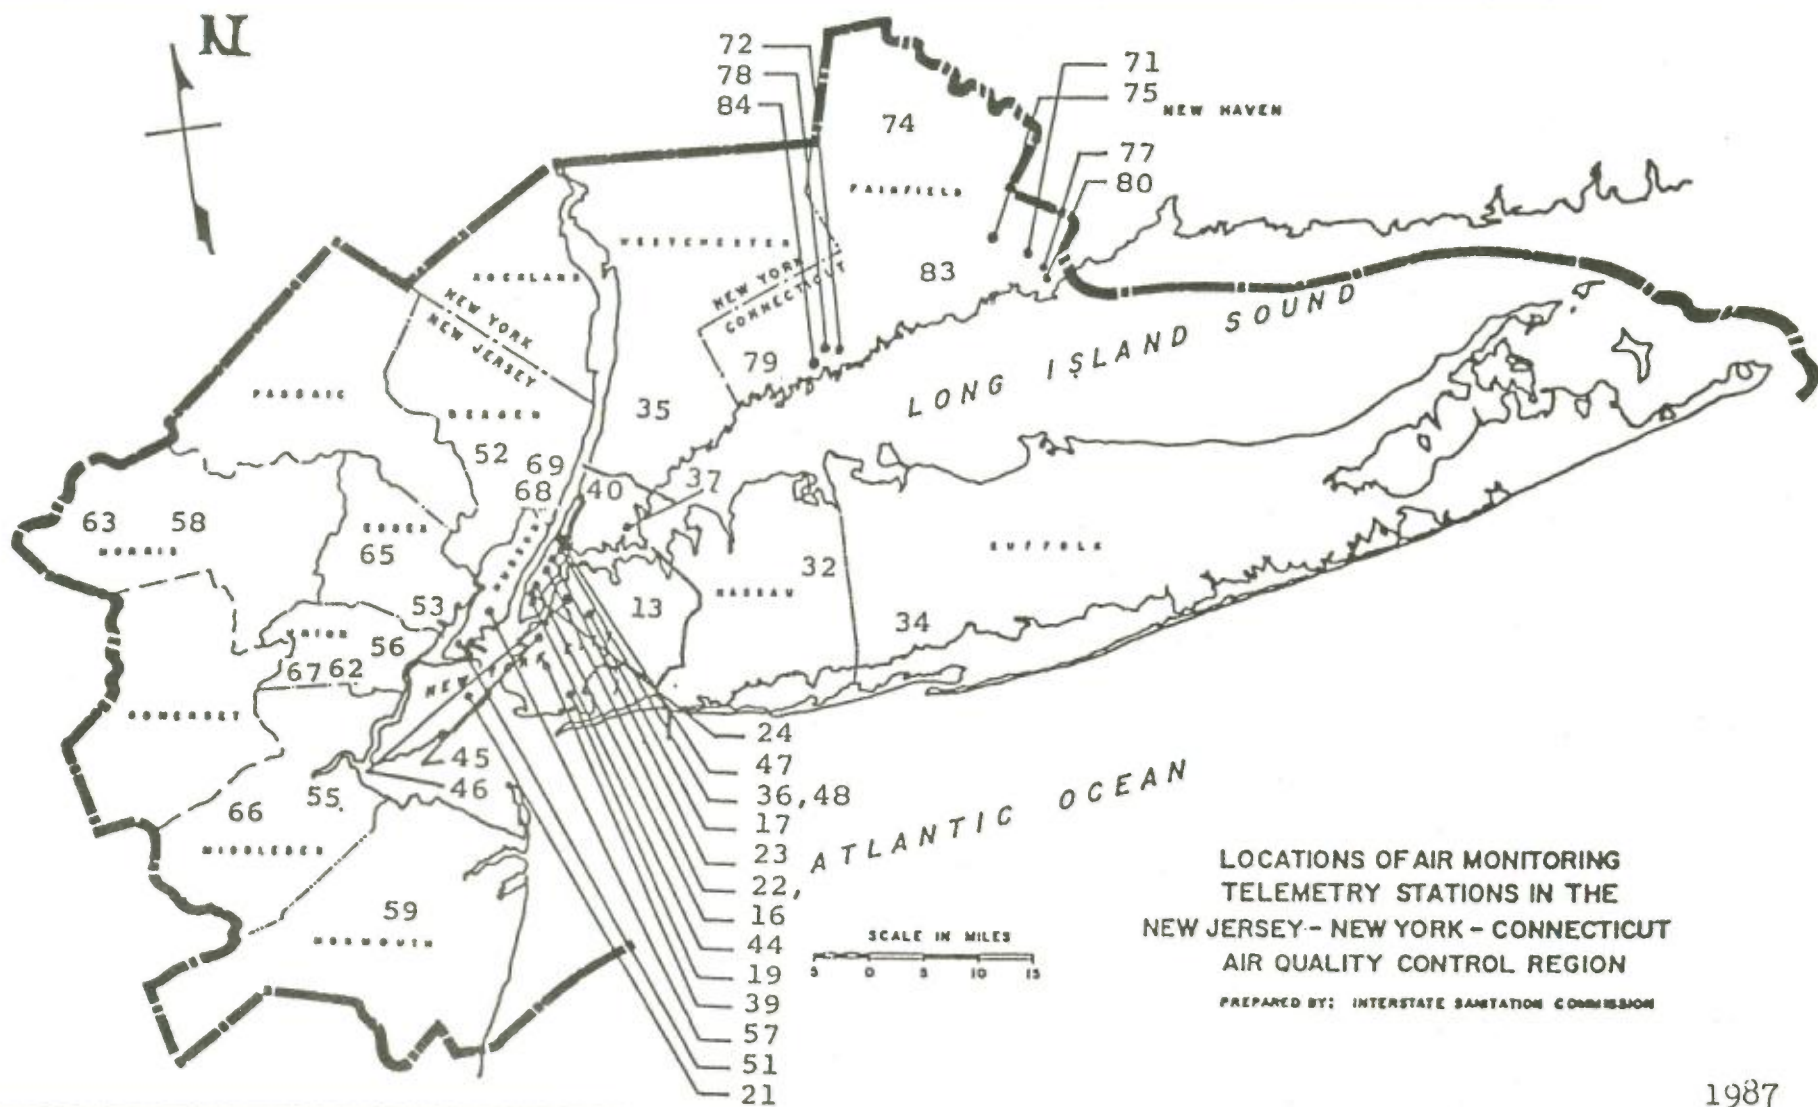 N
72
78
84
71
75
NEW HAVEN
74
77
80
FAIRFIELD
WESTCHESTER
ROCKLAND
NEW YORK
CONNECTICUT
83
NEW YORK
NEW JERSEY
LONG ISLAND SOUND
79
PASSAIC
BERGEN
35
52
69
68
40
37
63
58
MORRIS
ESSEX
65
HUDSON
SUFFOLK
32
NASSAU
13
53
34
UNION
56
67
62
NEW YORK
SOMERSET
45
46
55
66
MIDDLESEX
59
MONMOUTH
24
47
36,48
17
23
22,
16
44
19
39
57
51
21
ATLANTIC OCEAN
SCALE IN MILES
5 0 5 10 15
LOCATIONS OF AIR MONITORING
TELEMETRY STATIONS IN THE
NEW JERSEY - NEW YORK - CONNECTICUT
AIR QUALITY CONTROL REGION
PREPARED BY: INTERSTATE SANITATION COMMISSION
1987